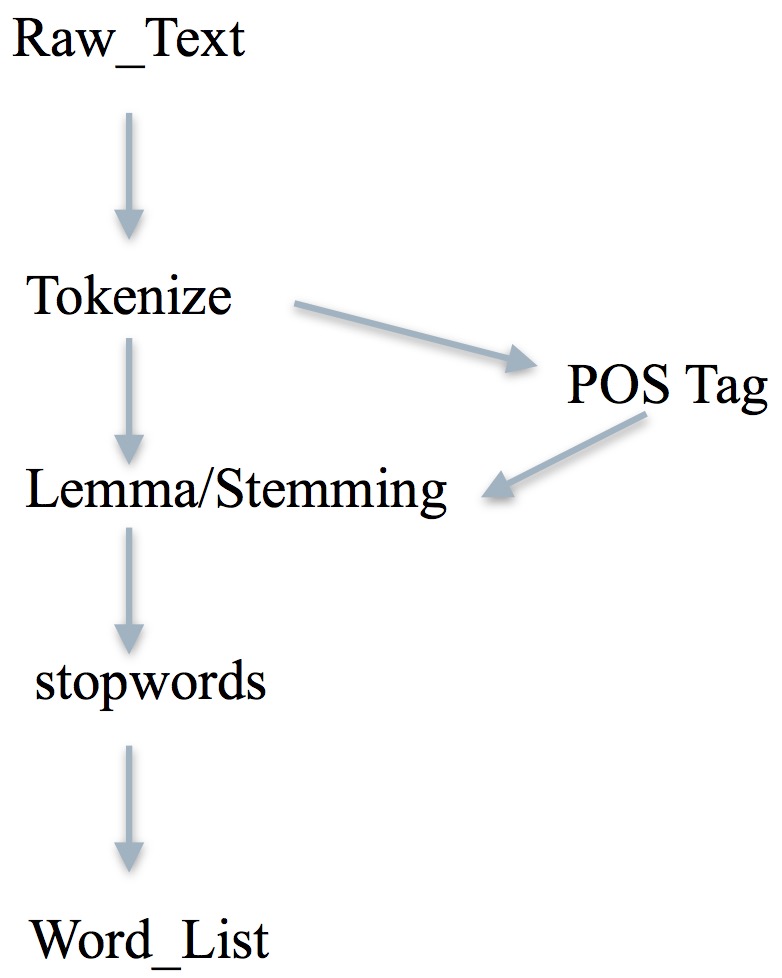 Raw_Text
Tokenize
POS Tag
Lemma/Stemming
stopwords
Word_List